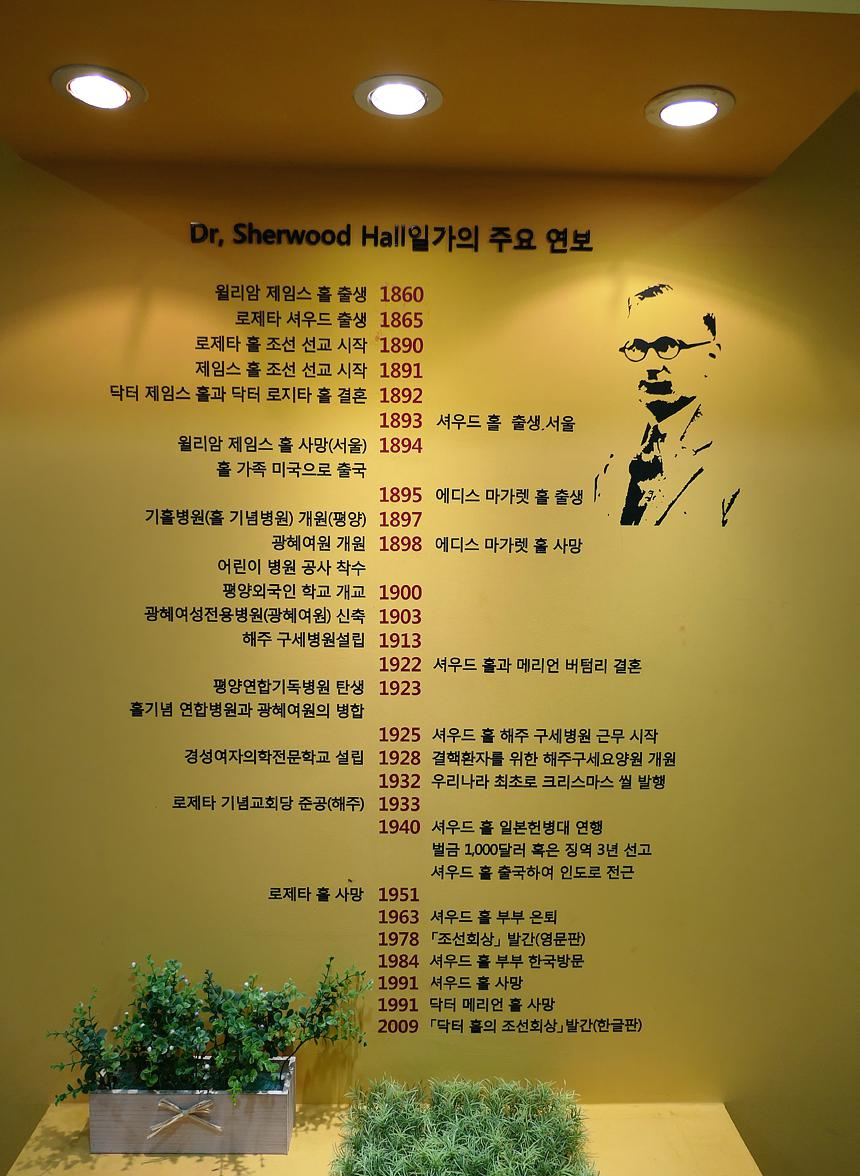 Dr, Sherwood Hall일가의 주요 연보
윌리암 제임스 홀 출생 1860
로제타 셔우드 출생 1865
로제타 홀 조선 선교 시작 1890
제임스 홀 조선 선교 시작 1891
닥터 제임스 홀과 닥터 로지타 홀 결혼 1892
1893 셔우드 홀 출생.서울
윌리암 제임스 홀 사망(서울) 1894
홀 가족 미국으로 출국
1895 에디스 마가렛 홀 출생
기홀병원(홀 기념병원) 개원(평양) 1897
광혜여원 개원 1898 에디스 마가렛 홀 사망
어린이 병원 공사 착수
평양외국인 학교 개교 1900
광혜여성전용병원(광혜여원) 신축 1903
해주 구세병원설립 1913
1922 셔우드 홀과 메리언 버텀리 결혼
평양연합기독병원 탄생 1923
홀기념 연합병원과 광혜여원의 병합
1925 셔우드 홀 해주 구세병원 근무 시작
경성여자의학전문학교 설립 1928 결핵환자를 위한 해주구세요양원 개원
1932 우리나라 최초로 크리스마스 씰 발행
로제타 기념교회당 준공(해주) 1933
1940 셔우드 홀 일본헌병대 연행
벌금 1,000달러 혹은 징역 3년 선고
셔우드 홀 출국하여 인도로 전근
로제타 홀 사망 1951
1963 셔우드 홀 부부 은퇴
1978 「조선회상」 발간(영문판)
1984 셔우드 홀 부부 한국방문
1991 셔우드 홀 사망
1991 닥터 메리언 홀 사망
2009 「닥터 홀의 조선회상」발간(한글판)